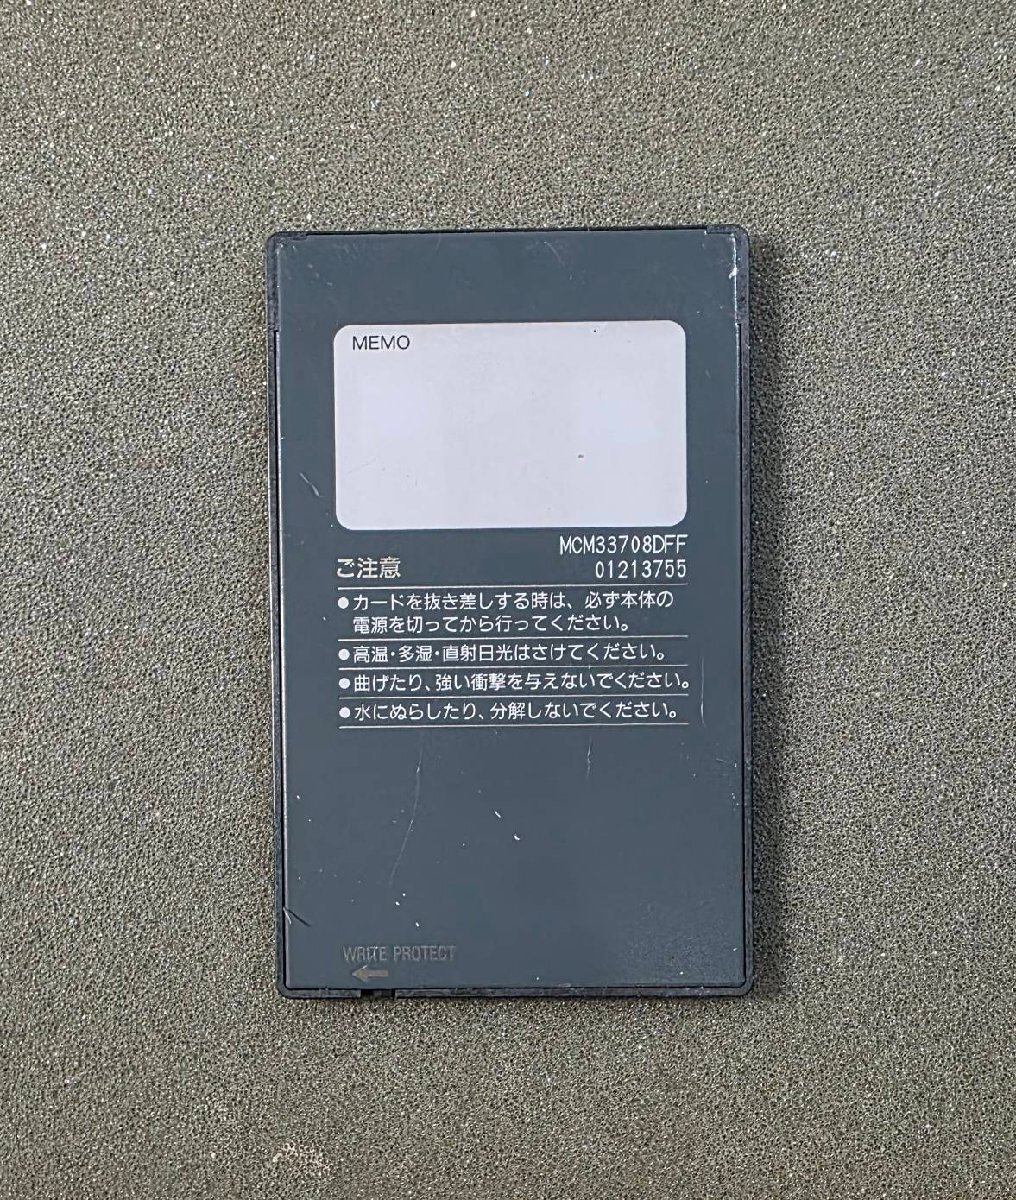 MEMO
MCM33708DFF
ご注意 01213755
●カードを抜き差しする時は、必ず本体の
電源を切ってから行ってください。
●高温・多湿・直射日光はさけてください。
●曲げたり、強い衝撃を与えないでください。
●水にぬらしたり、分解しないでください。
WRITE PROTECT
←